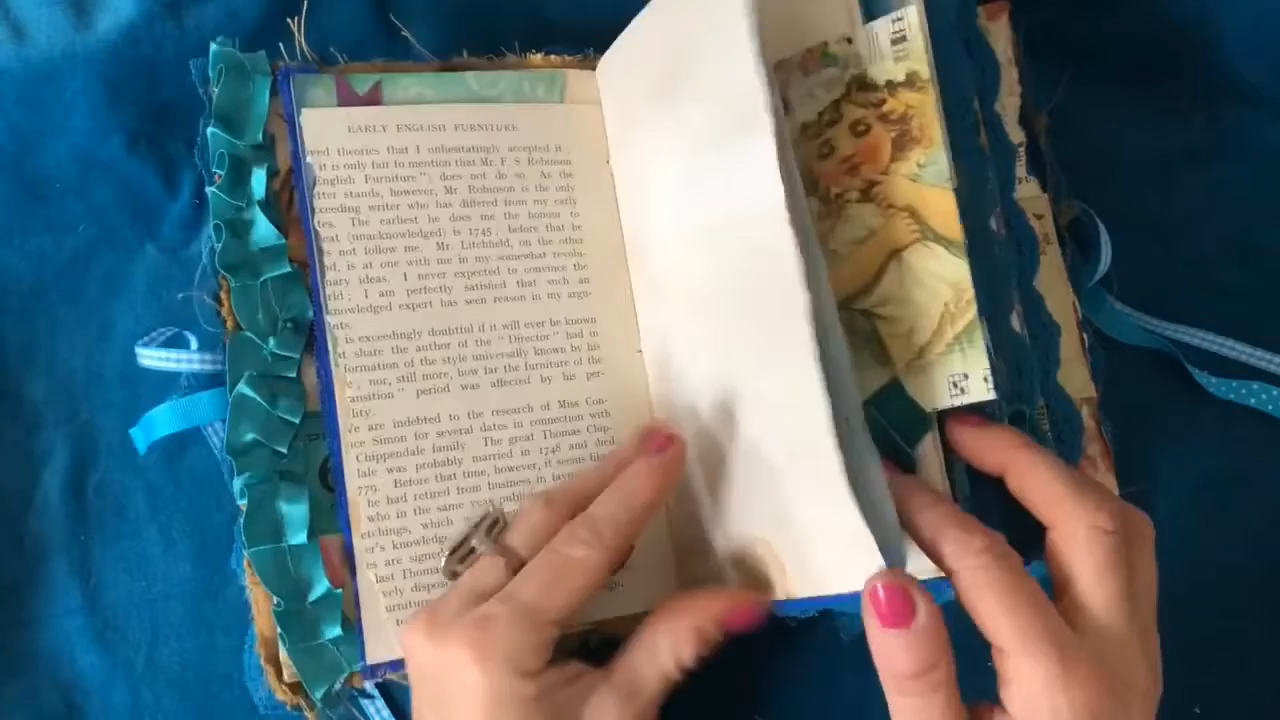 EARLY ENGLISH FURNITURE
ved theories that I unhesitatingly accepted it,
it is only fair to mention that Mr. F. S. Robinson
English Furniture") does not do so. As the
tter stands, however, Mr. Robinson is the only
ceeding writer who has differed from my early
tes. The earliest he does me the honour to
eat (unacknowledged) is 1745, before that he
s not follow me. Mr. Litchfield, on the other
nd, is at one with me in my somewhat revolu-
nary ideas. I never expected to convince the
rld; I am perfectly satisfied that such an
knowledged expert has seen reason in my argu-
nts.
is exceedingly doubtful if it will ever be known
at share the author of the "Director" had in
formation of the style universally known by his
e, nor, still more, how far the furniture of the
ansition" period was affected by his per-
lity.
e are indebted to the research of Miss Con-
ice Simon for several dates in connection with
Chippendale family. The great Thomas Chip-
dale was probably married in 1748 and died
779. Before that time, however, it seems
he had retired from business in
who in the same year
etchings, which
er's knowledge
es are signed
last Thomas
vely